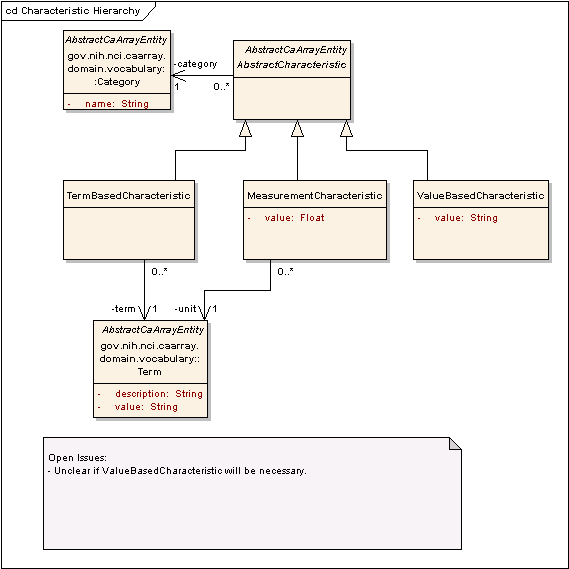 cd Characteristic Hierarchy
AbstractCaArrayEntity
gov.nih.nci.caarray.
domain.vocabulary:
:Category
- name: String
-category
1
0..*
AbstractCaArrayEntity
AbstractCharacteristic
TermBasedCharacteristic
MeasurementCharacteristic
- value: Float
ValueBasedCharacteristic
- value: String
0..*
0..*
-term
1
-unit
1
AbstractCaArrayEntity
gov.nih.nci.caarray.
domain.vocabulary::
Term
- description: String
- value: String
Open Issues:
- Unclear if ValueBasedCharacteristic will be necessary.